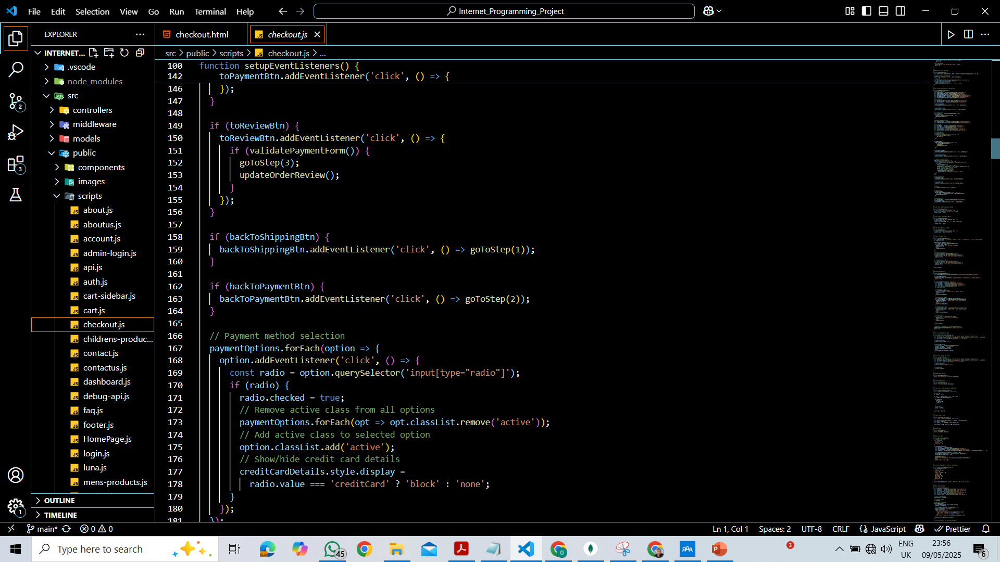 File Edit Selection View Go Run Terminal Help
Internet_Programming_Project
EXPLORER
checkout.html
checkout.js
INTERNET...
src > public > scripts > checkout.js > ...
.vscode
node_modules
src
controllers
middleware
models
public
components
images
scripts
about.js
aboutus.js
account.js
admin-login.js
api.js
auth.js
cart-sidebar.js
cart.js
checkout.js
childrens-produc...
contact.js
contactus.js
dashboard.js
debug-api.js
faq.js
footer.js
HomePage.js
login.js
luna.js
mens-products.js
OUTLINE
TIMELINE
2
3
1
100 function setupEventListeners() {
142 toPaymentBtn.addEventListener('click', () => {
146 });
147 }
148
149 if (toReviewBtn) {
150 toReviewBtn.addEventListener('click', () => {
151 if (validatePaymentForm()) {
152 goToStep(3);
153 updateOrderReview();
154 }
155 });
156 }
157
158 if (backToShippingBtn) {
159 backToShippingBtn.addEventListener('click', () => goToStep(1));
160 }
161
162 if (backToPaymentBtn) {
163 backToPaymentBtn.addEventListener('click', () => goToStep(2));
164 }
165
166 // Payment method selection
167 paymentOptions.forEach(option => {
168 option.addEventListener('click', () => {
169 const radio = option.querySelector('input[type="radio"]');
170 if (radio) {
171 radio.checked = true;
172 // Remove active class from all options
173 paymentOptions.forEach(opt => opt.classList.remove('active'));
174 // Add active class to selected option
175 option.classList.add('active');
176 // Show/hide credit card details
177 creditCardDetails.style.display =
178 radio.value === 'creditCard' ? 'block' : 'none';
179 }
180 });
181 });
main* 0 0
Ln 1, Col 1 Spaces: 2 UTF-8 CRLF {} JavaScript Prettier
Type here to search
45
3
ENG
UK
23:56
09/05/2025
6